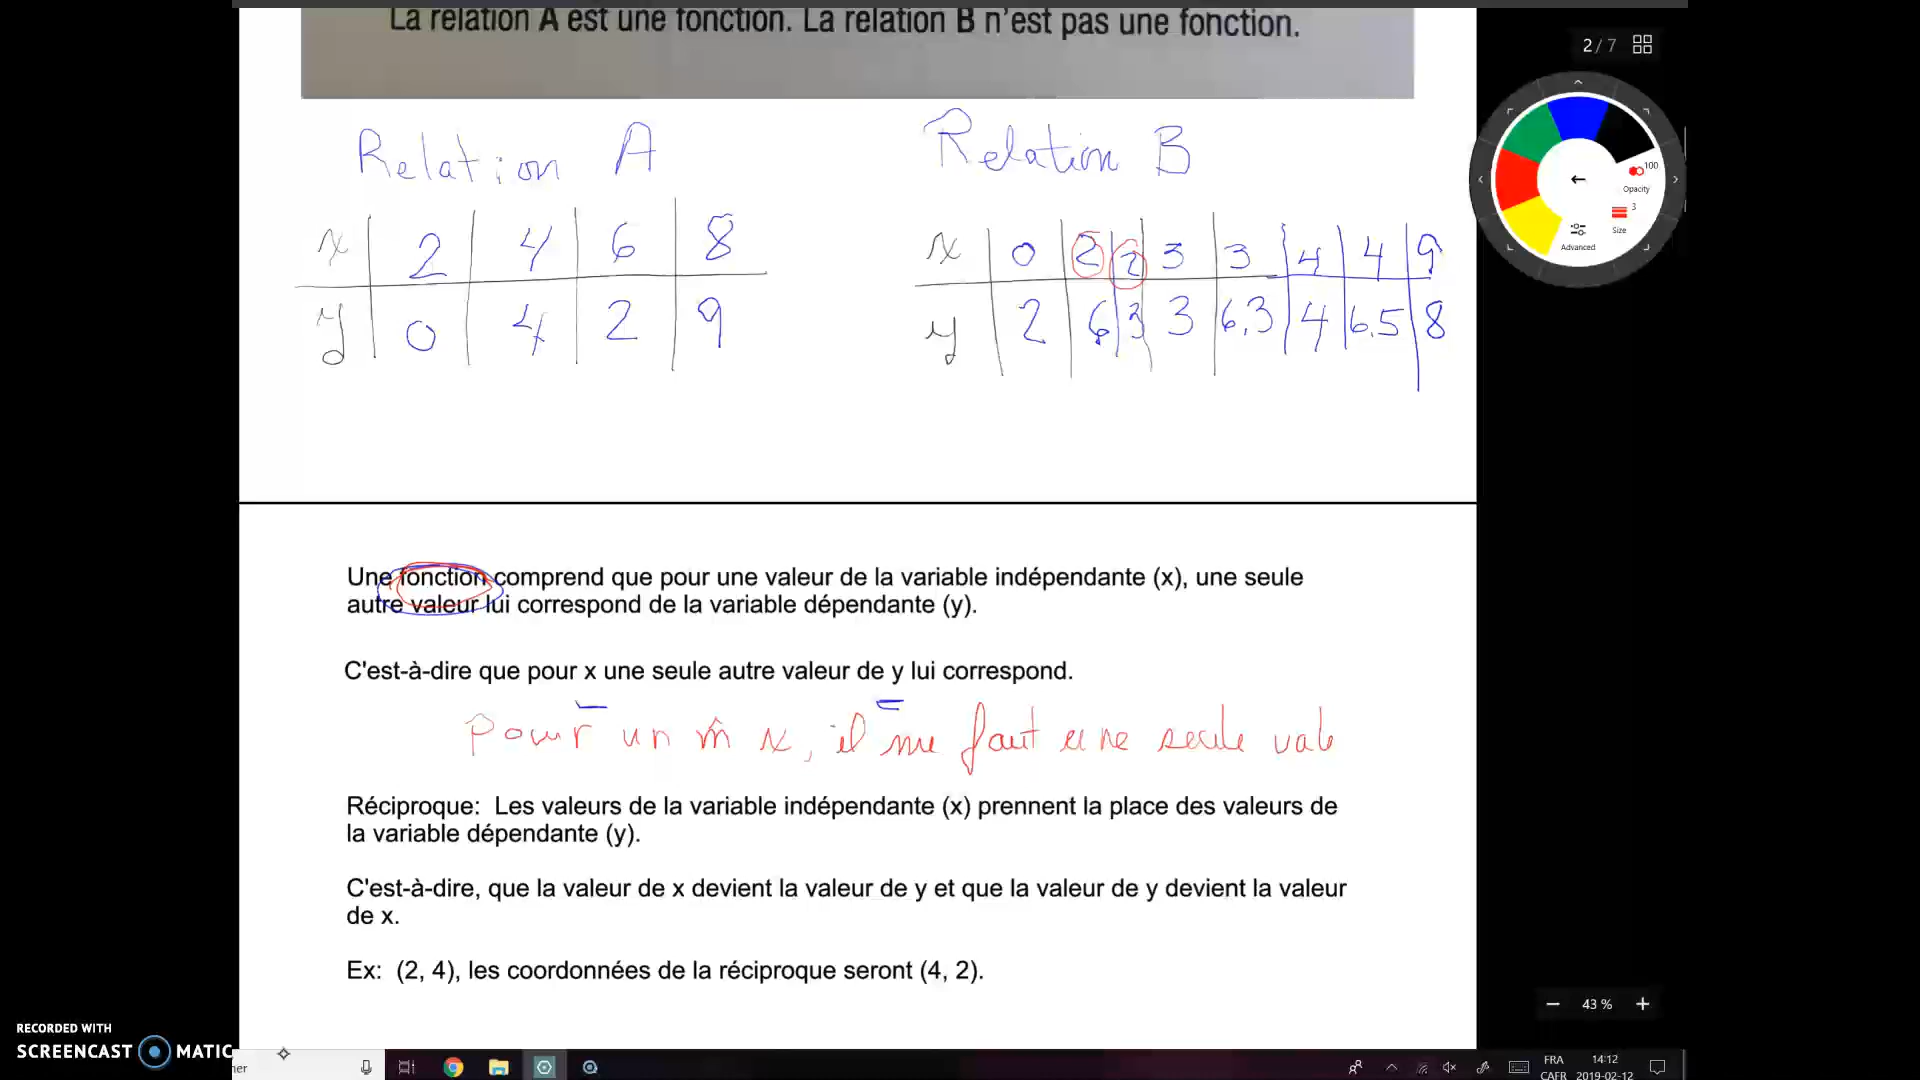 La relation A est une fonction. La relation B n'est pas une fonction.
2 / 7
Relation A
Relation B
x 2 4 6 8
y 0 4 2 9
x 0 2 2 3 3 4 4 9
y 2 6 3 3 6,3 4 6,5 8
100
Opacity
3
Size
Advanced
Une fonction comprend que pour une valeur de la variable indépendante (x), une seule
autre valeur lui correspond de la variable dépendante (y).
C'est-à-dire que pour x une seule autre valeur de y lui correspond.
Pour un m̂ x, il me faut une seule vale
Réciproque: Les valeurs de la variable indépendante (x) prennent la place des valeurs de
la variable dépendante (y).
C'est-à-dire, que la valeur de x devient la valeur de y et que la valeur de y devient la valeur
de x.
Ex: (2, 4), les coordonnées de la réciproque seront (4, 2).
43 %
RECORDED WITH
SCREENCAST MATIC
her
FRA
CAFR
14:12
2019-02-12